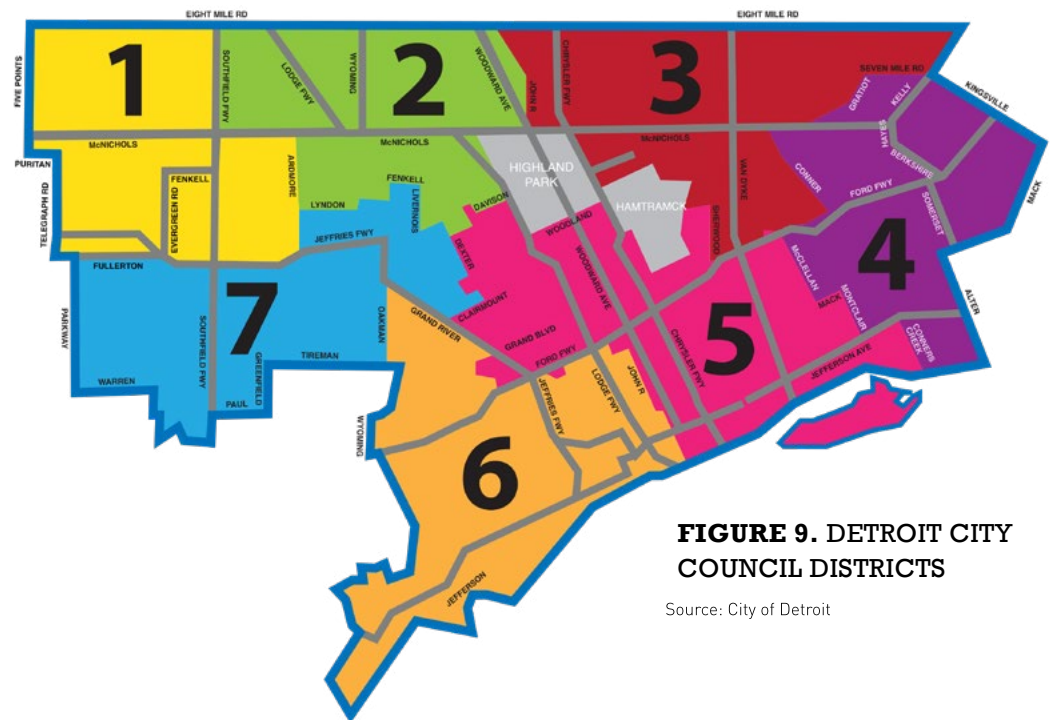 EIGHT MILE RD
EIGHT MILE RD
FIVE POINTS
1
SOUTHFIELD FWY
LODGE FWY
WYOMING
2
WOODWARD AVE
JOHN R
CHRYSLER FWY
3
SEVEN MILE RD
GRATIOT
KELLY
KINGSVILLE
HAYES
BERKSHIRE
McNICHOLS
McNICHOLS
McNICHOLS
PURITAN
TELEGRAPH RD
FENKELL
EVERGREEN RD
ARDMORE
FENKELL
LYNDON
LIVERNOIS
DAVISON
HIGHLAND
PARK
HAMTRAMCK
VAN DYKE
CONNER
FORD FWY
SOMERSET
MACK
SHERWOOD
WOODLAND
WOODWARD AVE
DEXTER
JEFFRIES FWY
FULLERTON
PARKWAY
7
SOUTHFIELD FWY
GREENFIELD
OAKMAN
GRAND RIVER
CLAIRMOUNT
GRAND BLVD
FORD FWY
TIREMAN
WARREN
PAUL
WYOMING
JEFFRIES FWY
LODGE FWY
JOHN R
CHRYSLER FWY
5
McCLELLAN
MACK
MONTCLAIR
4
ALTER
CONNERS
CREEK
JEFFERSON AVE
6
JEFFERSON
FIGURE 9. DETROIT CITY
COUNCIL DISTRICTS
Source: City of Detroit